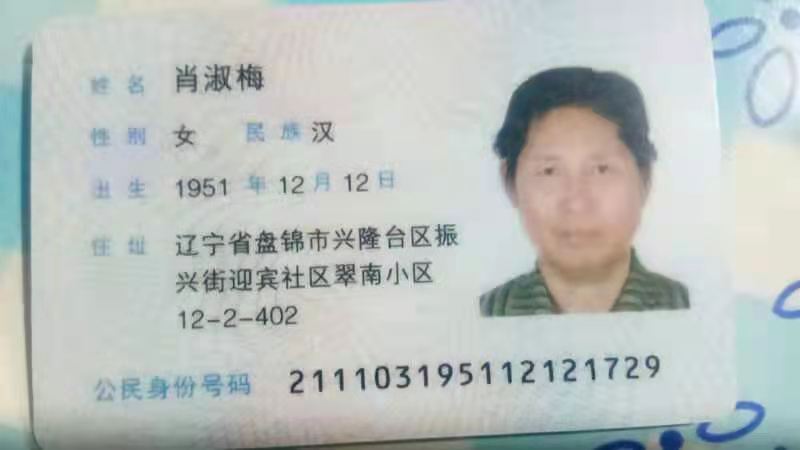 姓名 肖淑梅
性别 女 民族 汉
出生 1951 年 12 月 12 日
住址 辽宁省盘锦市兴隆台区振
兴街迎宾社区翠南小区
12-2-402
公民身份号码 211103195112121729